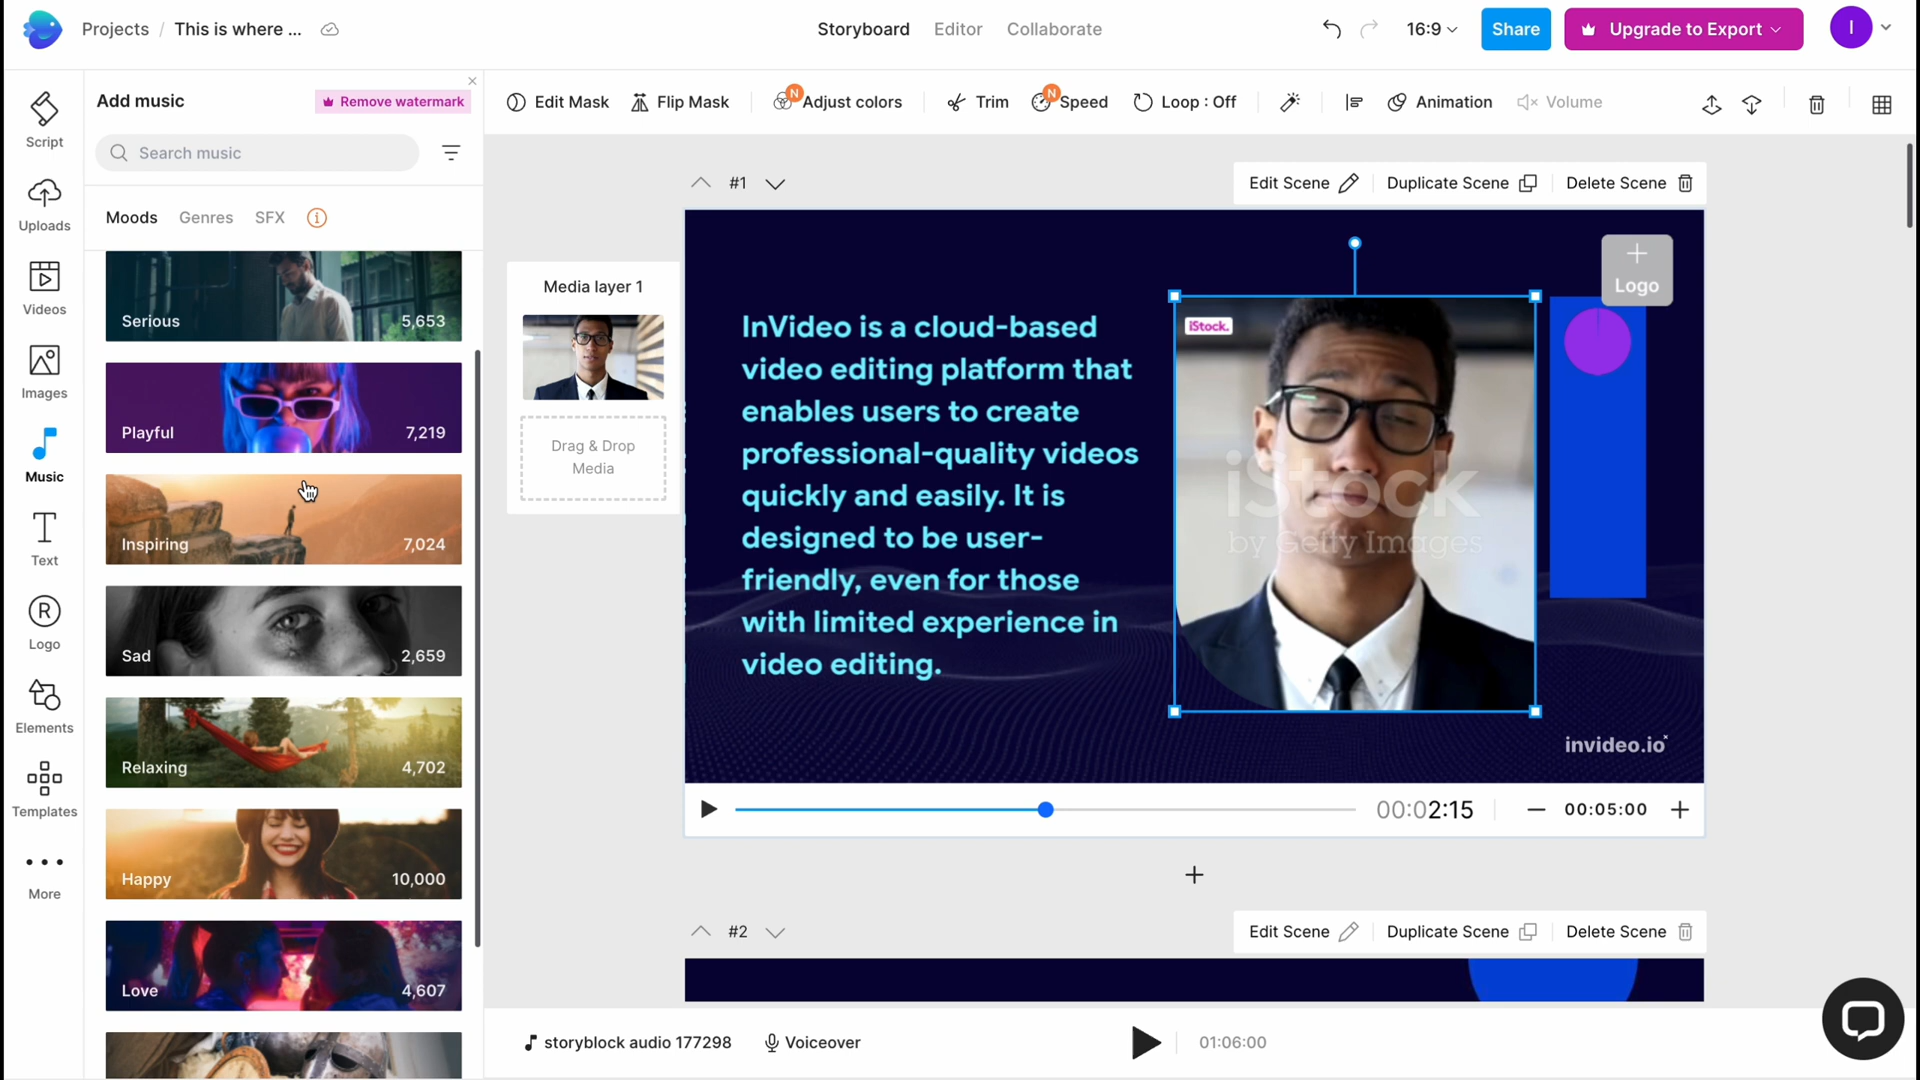 Projects / This is where ...
Storyboard
Editor
Collaborate
16:9
Share
Upgrade to Export
I
Add music
Remove watermark
Search music
Moods
Genres
SFX
Serious
5,653
Playful
7,219
Inspiring
7,024
Sad
2,659
Relaxing
4,702
Happy
10,000
Love
4,607
Script
Uploads
Videos
Images
Music
Text
Logo
Elements
Templates
More
Edit Mask
Flip Mask
N
Adjust colors
Trim
N
Speed
Loop : Off
Animation
Volume
#1
Edit Scene
Duplicate Scene
Delete Scene
Media layer 1
Drag & Drop
Media
InVideo is a cloud-based
video editing platform that
enables users to create
professional-quality videos
quickly and easily. It is
designed to be user-
friendly, even for those
with limited experience in
video editing.
iStock.
iStock
by Getty Images
Logo
invideo.io
00:02:15
00:05:00
#2
Edit Scene
Duplicate Scene
Delete Scene
storyblock audio 177298
Voiceover
01:06:00